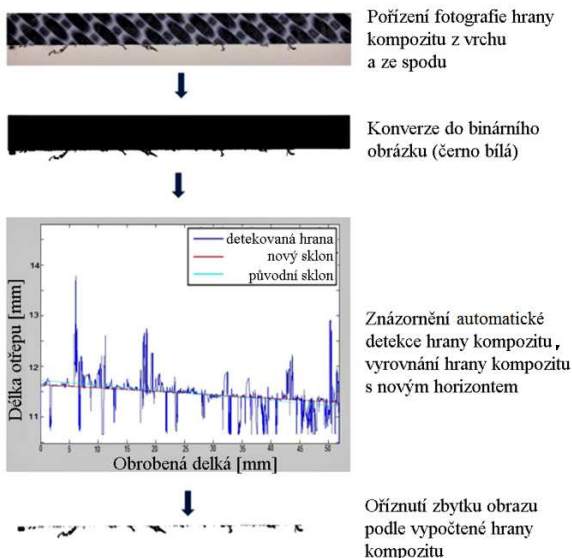 Pořízení fotografie hrany
kompozitu z vrchu
a ze spodu
Konverze do binárního
obrázku (černo bílá)
detekovaná hrana
nový sklon
původní sklon
Délka otřepu [mm]
14
13
12
11
0
5
10
15
20
25
30
35
40
45
50
Obrobená delká [mm]
Znázornění automatické
detekce hrany kompozitu,
vyrovnání hrany kompozitu
s novým horizontem
Oříznutí zbytku obrazu
podle vypočtené hrany
kompozitu